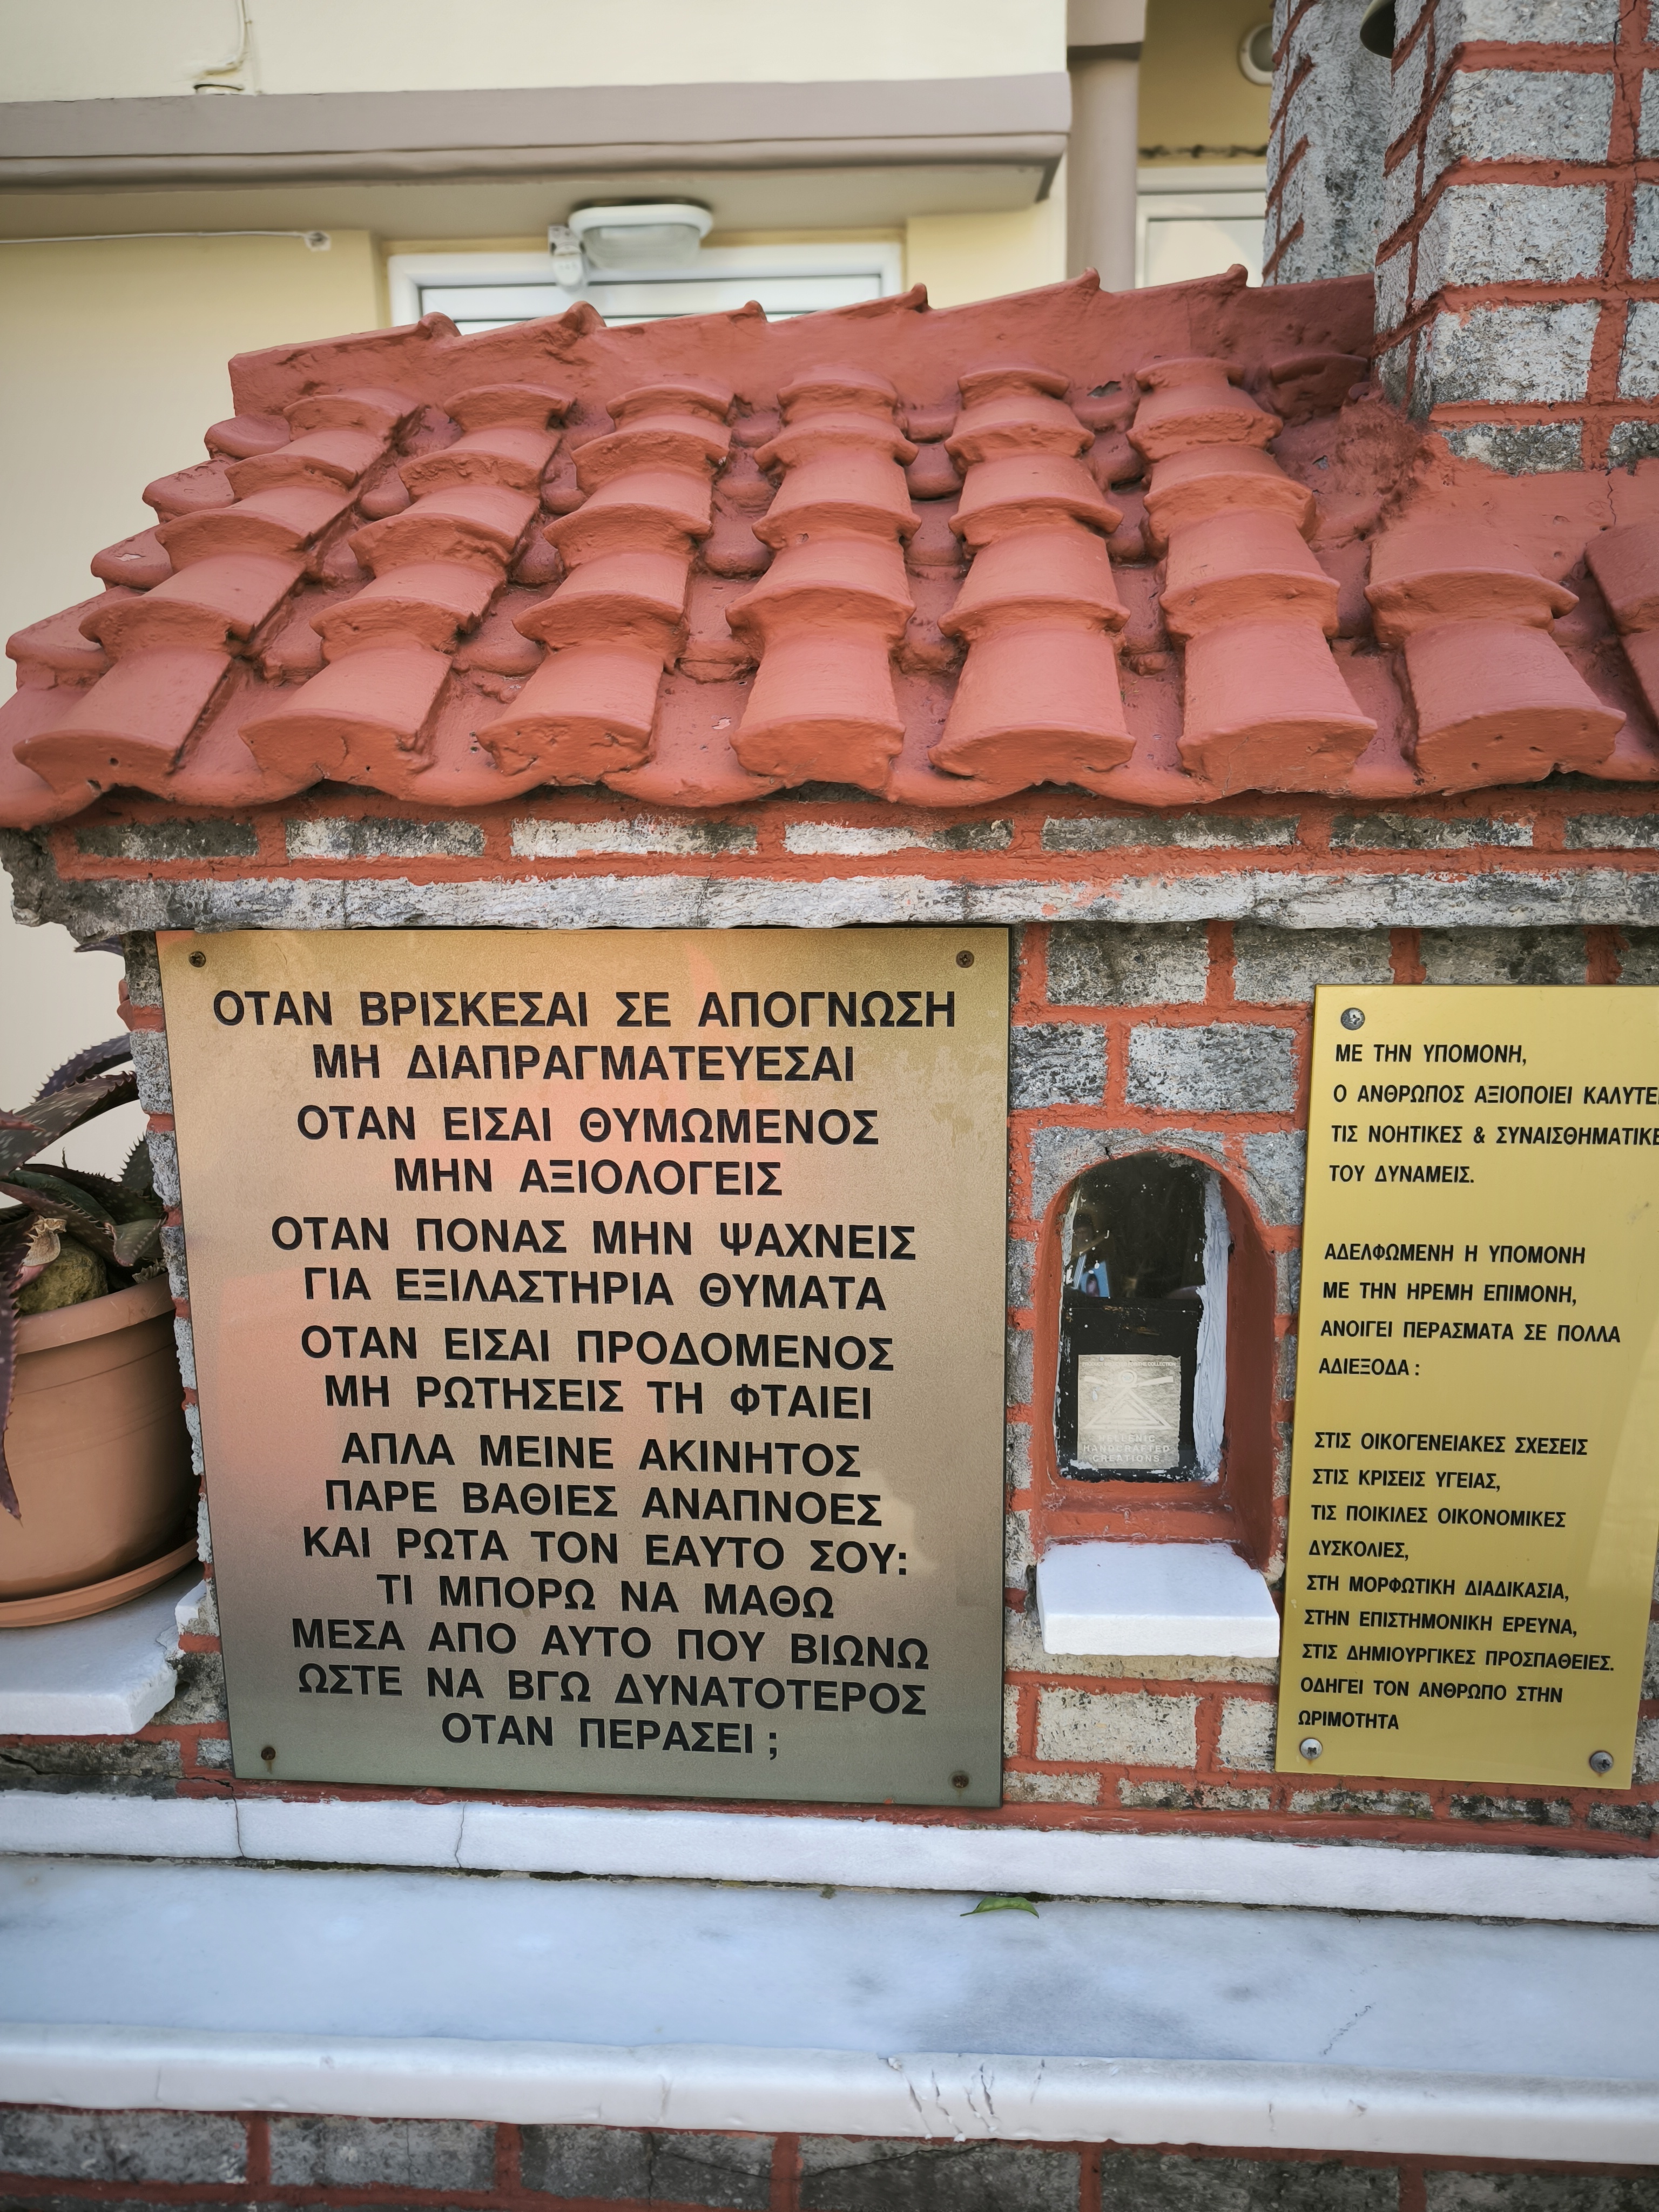 ΟΤΑΝ ΒΡΙΣΚΕΣΑΙ ΣΕ ΑΠΟΓΝΩΣΗ
ΜΗ ΔΙΑΠΡΑΓΜΑΤΕΥΕΣΑΙ
ΟΤΑΝ ΕΙΣΑΙ ΘΥΜΩΜΕΝΟΣ
ΜΗΝ ΑΞΙΟΛΟΓΕΙΣ
ΟΤΑΝ ΠΟΝΑΣ ΜΗΝ ΨΑΧΝΕΙΣ
ΓΙΑ ΕΞΙΛΑΣΤΗΡΙΑ ΘΥΜΑΤΑ
ΟΤΑΝ ΕΙΣΑΙ ΠΡΟΔΟΜΕΝΟΣ
ΜΗ ΡΩΤΗΣΕΙΣ ΤΗ ΦΤΑΙΕΙ
ΑΠΛΑ ΜΕΙΝΕ ΑΚΙΝΗΤΟΣ
ΠΑΡΕ ΒΑΘΙΕΣ ΑΝΑΠΝΟΕΣ
ΚΑΙ ΡΩΤΑ ΤΟΝ ΕΑΥΤΟ ΣΟΥ:
ΤΙ ΜΠΟΡΩ ΝΑ ΜΑΘΩ
ΜΕΣΑ ΑΠΟ ΑΥΤΟ ΠΟΥ ΒΙΩΝΩ
ΩΣΤΕ ΝΑ ΒΓΩ ΔΥΝΑΤΟΤΕΡΟΣ
ΟΤΑΝ ΠΕΡΑΣΕΙ ;
HELLENIC
HANDCRAFTED
CREATIONS
ΜΕ ΤΗΝ ΥΠΟΜΟΝΗ,
Ο ΑΝΘΡΩΠΟΣ ΑΞΙΟΠΟΙΕΙ
ΤΙΣ ΝΟΗΤΙΚΕΣ & ΣΥΝΑΙΣΘΗΜΑΤΙΚΕ
ΤΟΥ ΔΥΝΑΜΕΙΣ.
ΑΔΕΛΦΩΜΕΝΗ Η ΥΠΟΜΟΝΗ
ΜΕ ΤΗΝ ΗΡΕΜΗ ΕΠΙΜΟΝΗ,
ΑΝΟΙΓΕΙ ΠΕΡΑΣΜΑΤΑ ΣΕ ΠΟΛΛΑ
ΑΔΙΕΞΟΔΑ :
ΣΤΙΣ ΟΙΚΟΓΕΝΕΙΑΚΕΣ ΣΧΕΣΕΙΣ
ΣΤΙΣ ΚΡΙΣΕΙΣ ΥΓΕΙΑΣ,
ΤΙΣ ΠΟΙΚΙΛΕΣ ΟΙΚΟΝΟΜΙΚΕΣ
ΔΥΣΚΟΛΙΕΣ,
ΣΤΗ ΜΟΡΦΩΤΙΚΗ ΔΙΑΔΙΚΑΣΙΑ,
ΣΤΗΝ ΕΠΙΣΤΗΜΟΝΙΚΗ ΕΡΕΥΝΑ,
ΣΤΙΣ ΔΗΜΙΟΥΡΓΙΚΕΣ ΠΡΟΣΠΑΘΕΙΕΣ.
ΟΔΗΓΕΙ ΤΟΝ ΑΝΘΡΩΠΟ ΣΤΗΝ
ΩΡΙΜΟΤΗΤΑ